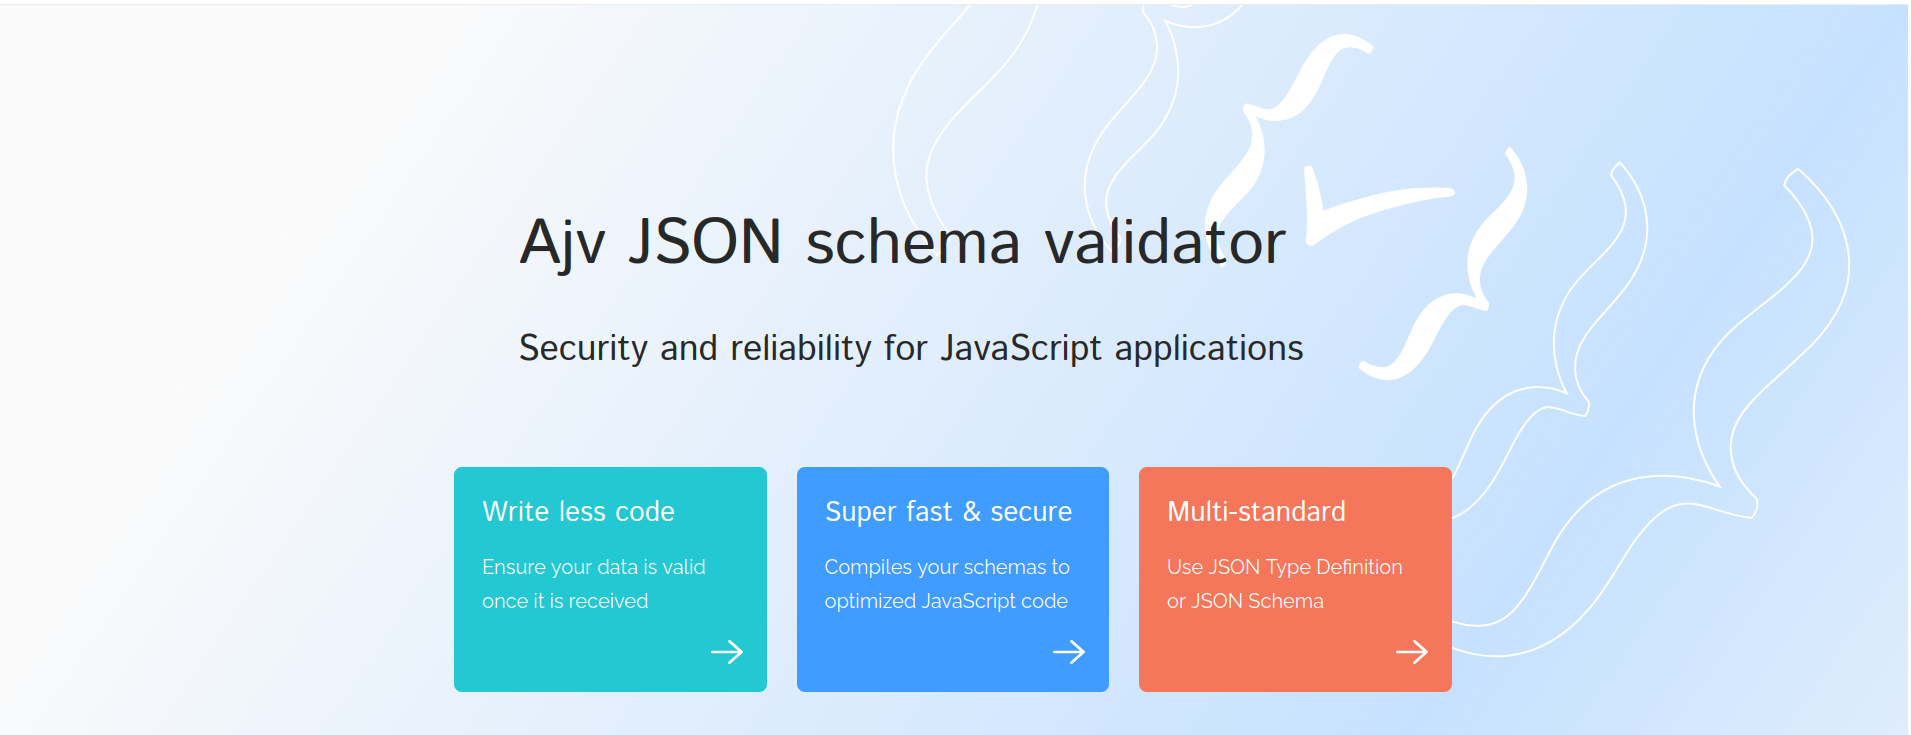 Ajv JSON schema validator
Security and reliability for JavaScript applications
Write less code
Ensure your data is valid
once it is received
Super fast & secure
Compiles your schemas to
optimized JavaScript code
Multi-standard
Use JSON Type Definition
or JSON Schema